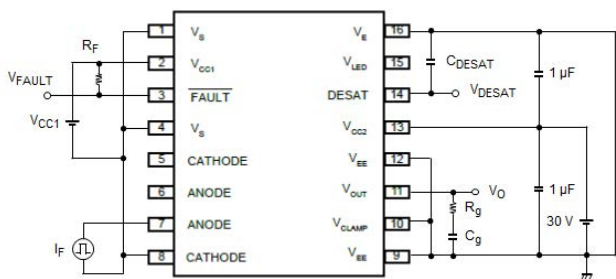 1 VS VE 16
RF
2 VCC1 VLED 15
CDESAT
1 µF
VFAULT
3 FAULT DESAT 14
VDESAT
VCC1
4 VS VCC2 13
5 CATHODE VEE 12
6 ANODE VOUT 11
VO
1 µF
Rg
30 V
7 ANODE VCLAMP 10
IF
Cg
8 CATHODE VEE 9